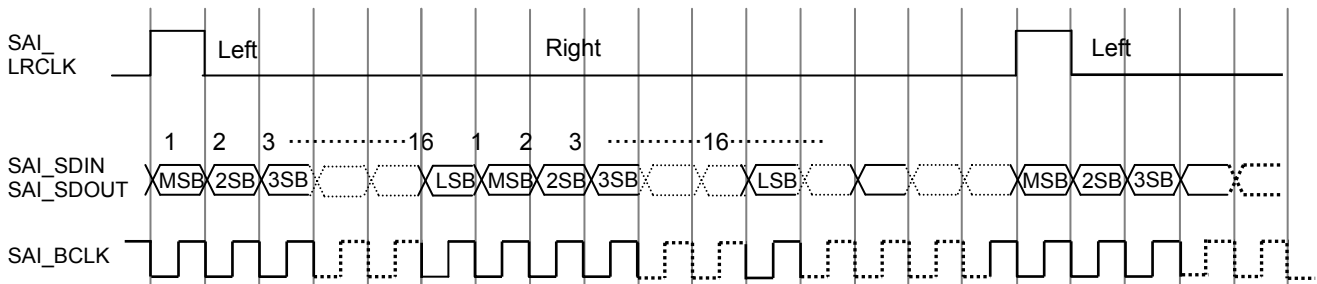 SAI_
LRCLK
Left
Right
Left
1 2 3 16 1 2 3 16
SAI_SDIN
SAI_SDOUT
MSB 2SB 3SB LSB MSB 2SB 3SB LSB MSB 2SB 3SB
SAI_BCLK